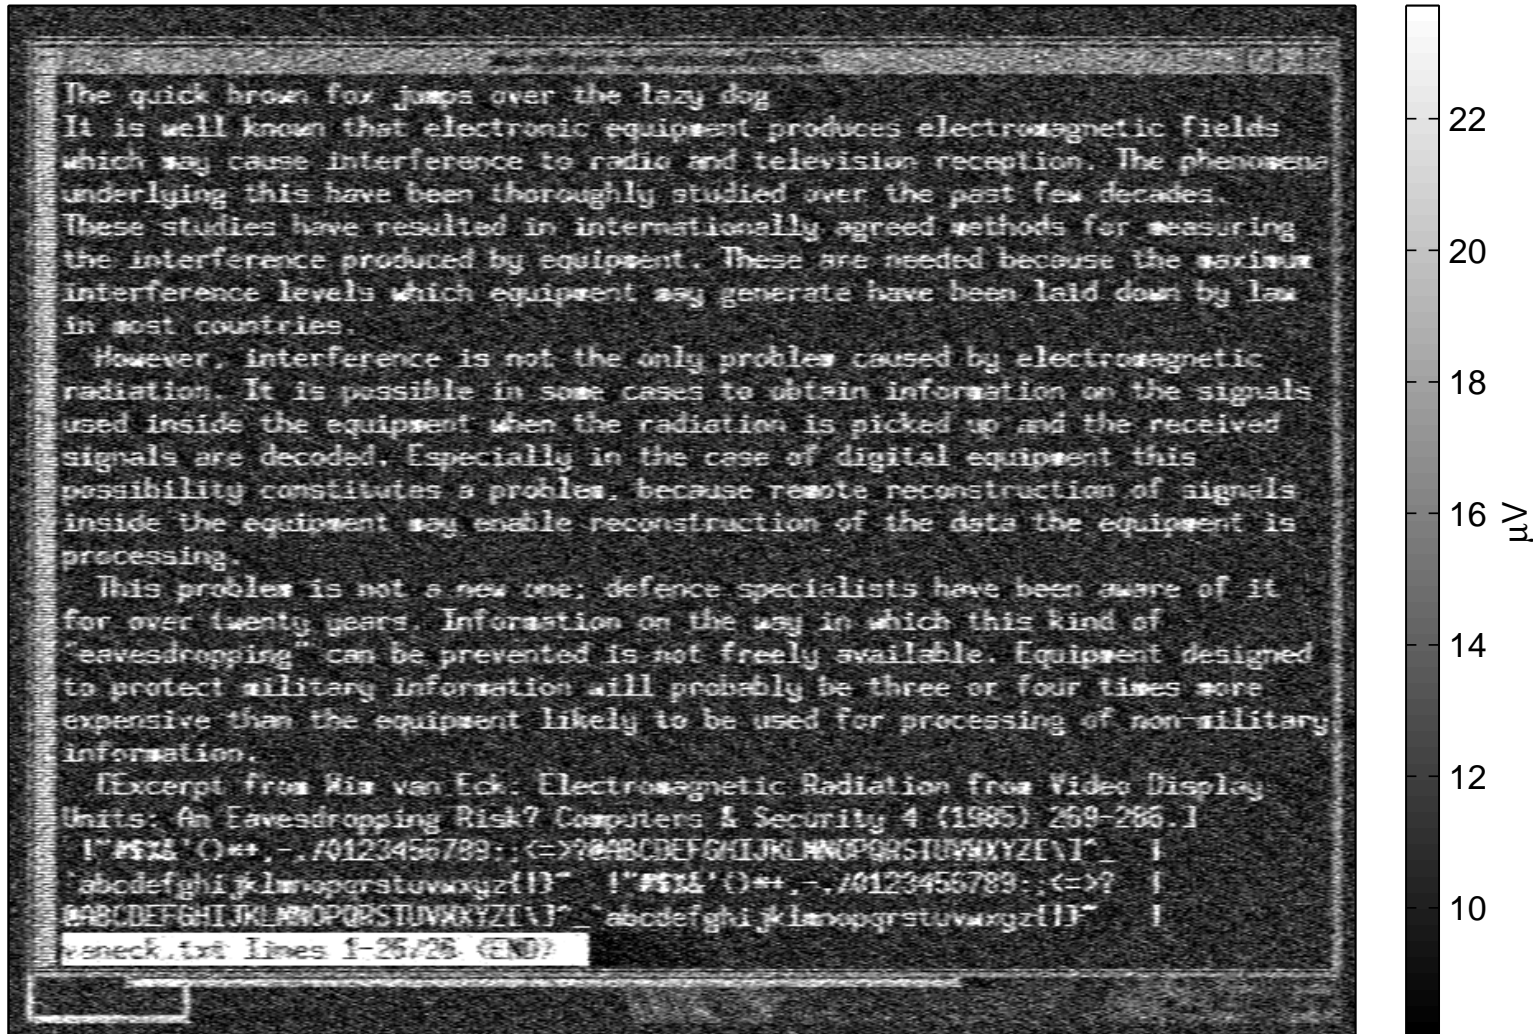 The quick brown fox jumps over the lazy dog
It is well known that electronic equipment produces electromagnetic fields
which may cause interference to radio and television reception. The phenomena
underlying this have been thoroughly studied over the past few decades.
These studies have resulted in internationally agreed methods for measuring
the interference produced by equipment. These are needed because the maximum
interference levels which equipment may generate have been laid down by law
in most countries.
However, interference is not the only problem caused by electromagnetic
radiation. It is possible in some cases to obtain information on the signals
used inside the equipment when the radiation is picked up and the received
signals are decoded. Especially in the case of digital equipment this
possibility constitutes a problem, because remote reconstruction of signals
inside the equipment may enable reconstruction of the data the equipment is
processing.
This problem is not a new one; defence specialists have been aware of it
for over twenty years. Information on the way in which this kind of
"eavesdropping" can be prevented is not freely available. Equipment designed
to protect military information will probably be three or four times more
expensive than the equipment likely to be used for processing of non-military
information.
[Excerpt from Wim van Eck: Electromagnetic Radiation from Video Display
Units: An Eavesdropping Risk? Computers & Security 4 (1985) 269-286.]
!"#$%&'()*+,-./0123456789:;<=>?@ABCDEFGHIJKLMNOPQRSTUVWXYZ[\]^_ |
`abcdefghijklmnopqrstuvwxyz{|}~ !"#$%&'()*+,-./0123456789:;<=>? |
@ABCDEFGHIJKLMNOPQRSTUVWXYZ[\]^_`abcdefghijklmnopqrstuvwxyz{|}~ |
vaneck.txt lines 1-26/26 (END)
22
20
18
16
14
12
10
µV